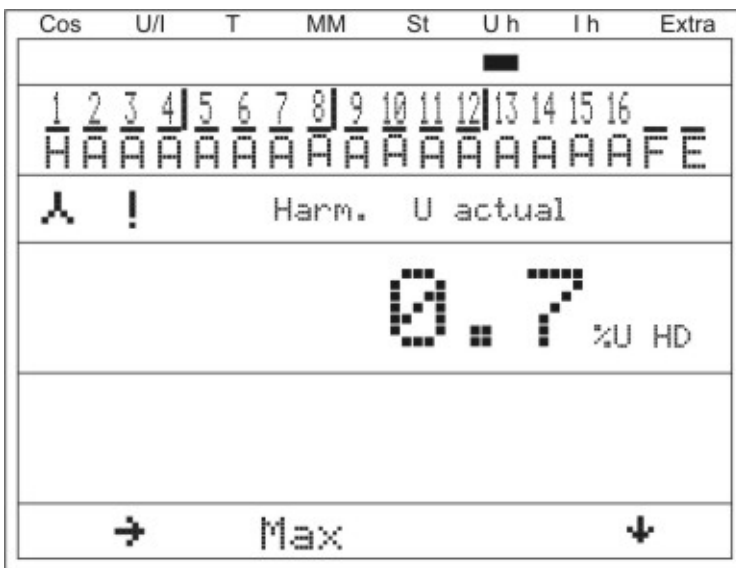 Cos U/I T MM St U h I h Extra
1 2 3 4 5 6 7 8 9 10 11 12 13 14 15 16
H A A A A A A A A A A A A A A A F E
! Harm. U actual
0.7 %U HD
→ Max ↓